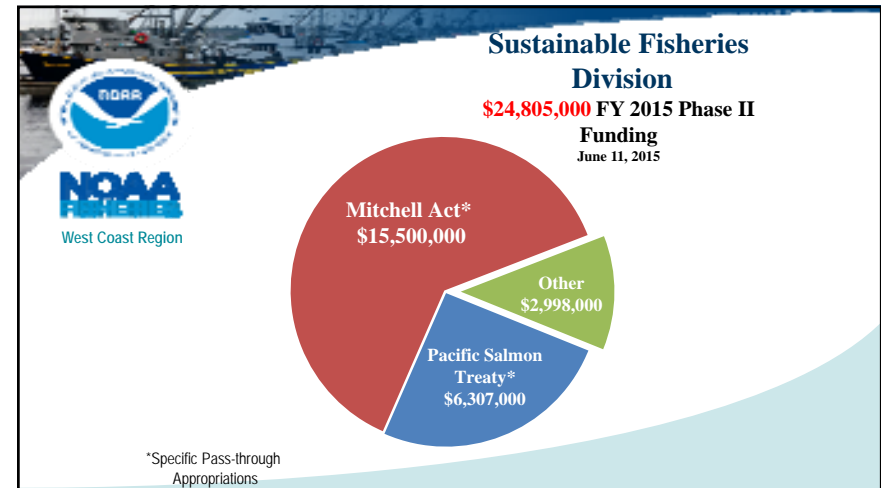 Sustainable Fisheries
Division
$24,805,000 FY 2015 Phase II
Funding
June 11, 2015
NOAA
NOAA
FISHERIES
West Coast Region
Mitchell Act*
$15,500,000
Other
$2,998,000
Pacific Salmon
Treaty*
$6,307,000
*Specific Pass-through
Appropriations